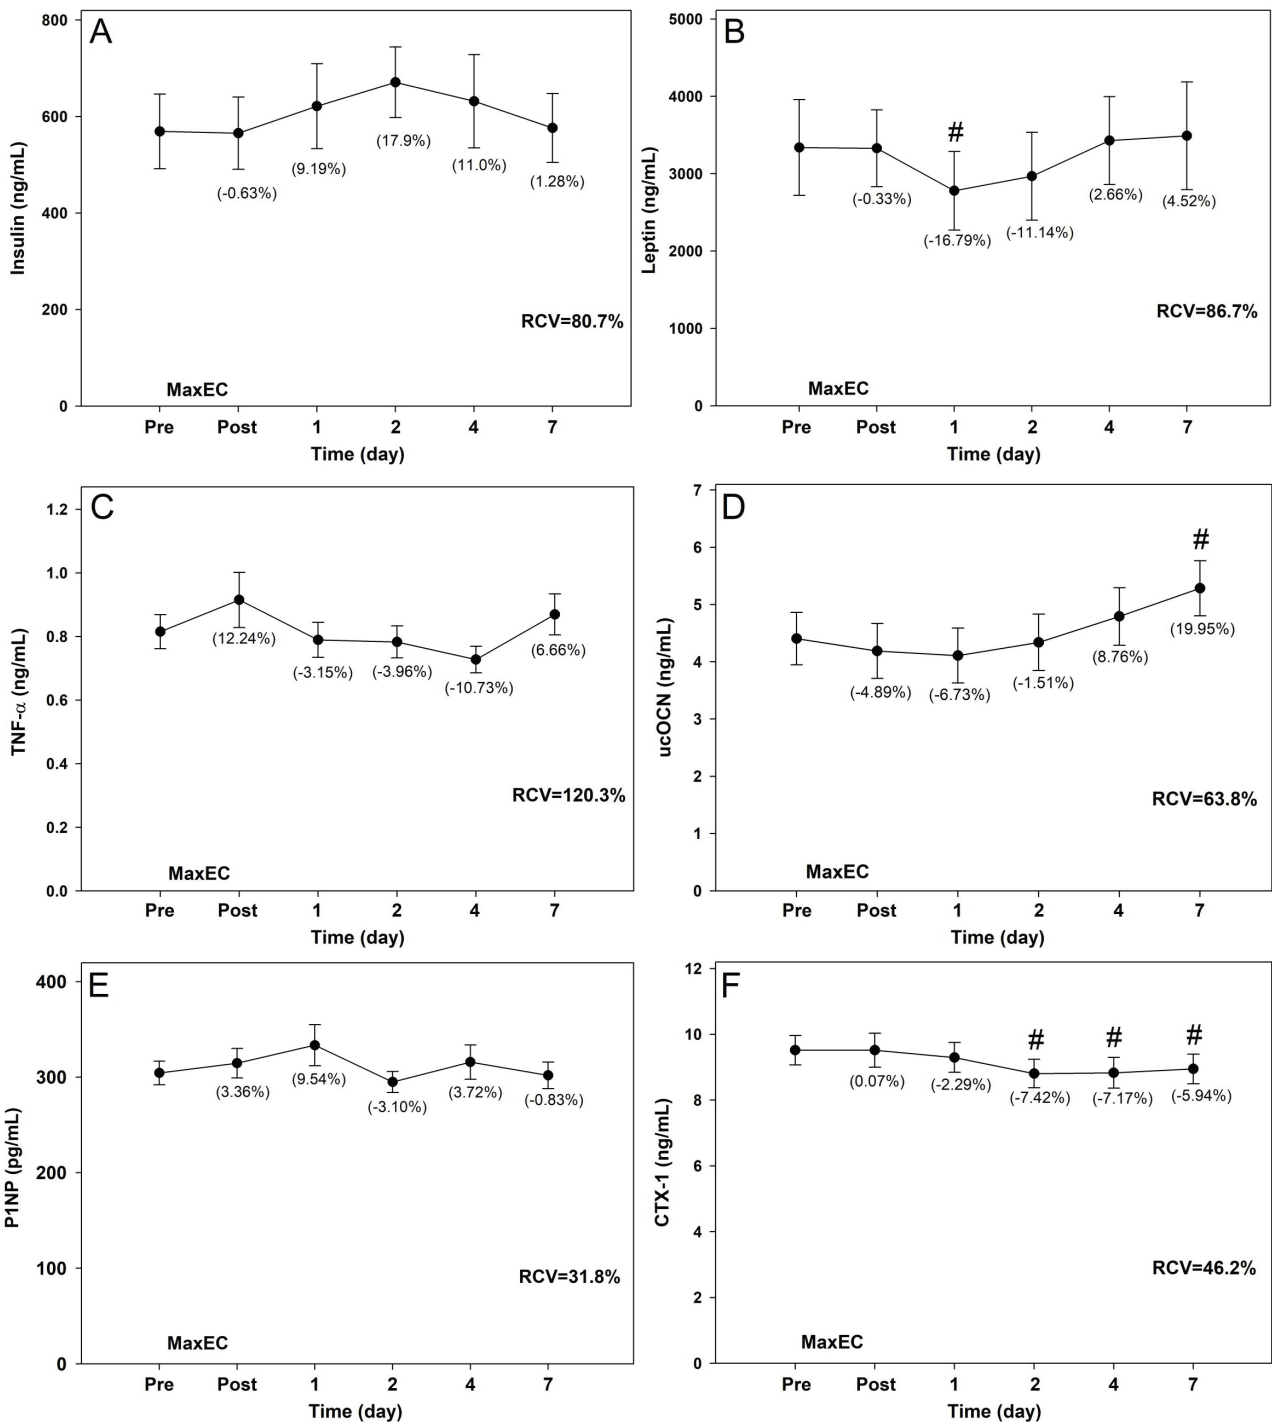 A
800
600
400
200
0
Insulin (ng/mL)
(-0.63%)
(9.19%)
(17.9%)
(11.0%)
(1.28%)
RCV=80.7%
MaxEC
Pre Post 1 2 4 7
Time (day)
B
5000
4000
3000
2000
1000
0
Leptin (ng/mL)
#
(-0.33%)
(-16.79%)
(-11.14%)
(2.66%)
(4.52%)
RCV=86.7%
MaxEC
Pre Post 1 2 4 7
Time (day)
C
1.2
1.0
0.8
0.6
0.4
0.2
0.0
TNF-α (ng/mL)
(12.24%)
(-3.15%)
(-3.96%)
(-10.73%)
(6.66%)
RCV=120.3%
MaxEC
Pre Post 1 2 4 7
Time (day)
D
7
6
5
4
3
2
1
0
ucOCN (ng/mL)
#
(-4.89%)
(-6.73%)
(-1.51%)
(8.76%)
(19.95%)
RCV=63.8%
MaxEC
Pre Post 1 2 4 7
Time (day)
E
400
300
200
100
0
P1NP (pg/mL)
(3.36%)
(9.54%)
(-3.10%)
(3.72%)
(-0.83%)
RCV=31.8%
MaxEC
Pre Post 1 2 4 7
Time (day)
F
12
10
8
6
4
2
0
CTX-1 (ng/mL)
# # #
(0.07%)
(-2.29%)
(-7.42%)
(-7.17%)
(-5.94%)
RCV=46.2%
MaxEC
Pre Post 1 2 4 7
Time (day)